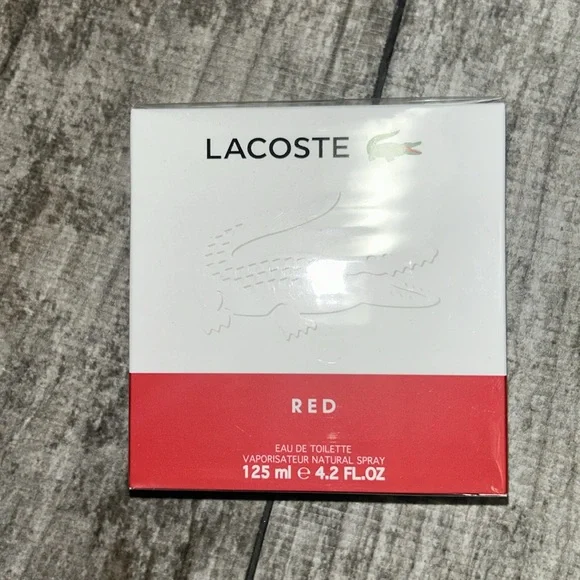 LACOSTE
RED
EAU DE TOILETTE
VAPORISATEUR NATURAL SPRAY
125 ml ℮ 4.2 FL.OZ